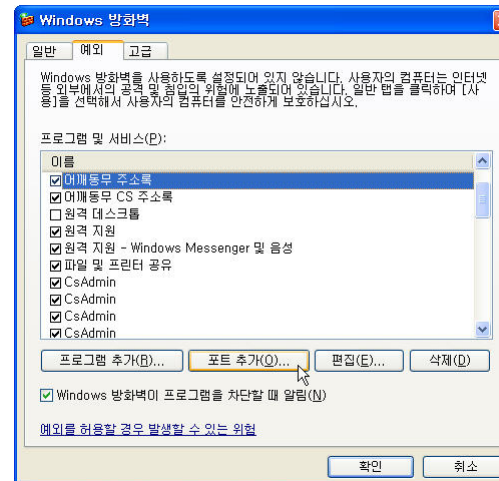 Windows 방화벽
일반 예외 고급
Windows 방화벽을 사용하도록 설정되어 있지 않습니다. 사용자의 컴퓨터는 인터넷
등 외부에서의 공격 및 침입의 위험에 노출되어 있습니다. 일반 탭을 클릭하여 [사
용]을 선택해서 사용자의 컴퓨터를 안전하게 보호하십시오.
프로그램 및 서비스(P):
이름
어깨동무 주소록
어깨동무 CS 주소록
원격 데스크톱
원격 지원
원격 지원 - Windows Messenger 및 음성
파일 및 프린터 공유
CsAdmin
CsAdmin
CsAdmin
CsAdmin
프로그램 추가(R)... 포트 추가(O)... 편집(E)... 삭제(D)
Windows 방화벽이 프로그램을 차단할 때 알림(N)
예외를 허용할 경우 발생할 수 있는 위험
확인 취소